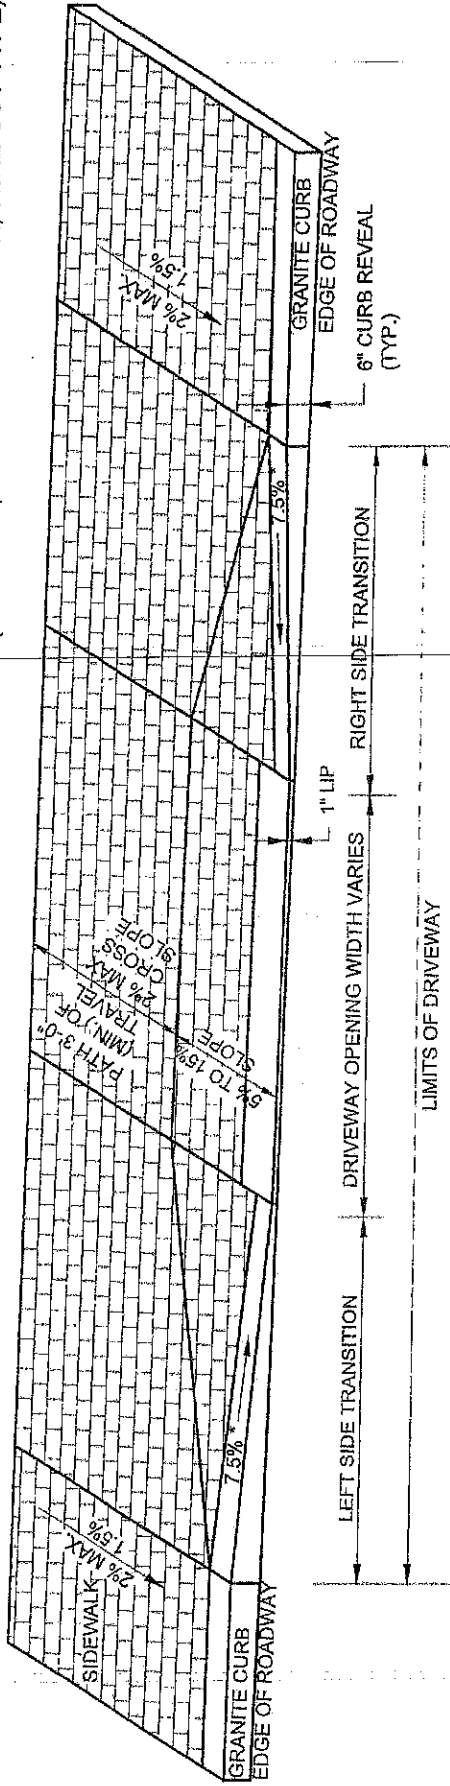 SIDEWALK
2% MAX.
1.5%
PATH 3'-0"
(MIN.) OF
TRAVEL
2% MAX
CROSS
SLOPE
5% TO 15%
SLOPE
2% MAX.
1.5%
7.5% *
7.5% *
GRANITE CURB
EDGE OF ROADWAY
GRANITE CURB
EDGE OF ROADWAY
1" LIP
6" CURB REVEAL
(TYP.)
LEFT SIDE TRANSITION
DRIVEWAY OPENING WIDTH VARIES
RIGHT SIDE TRANSITION
LIMITS OF DRIVEWAY